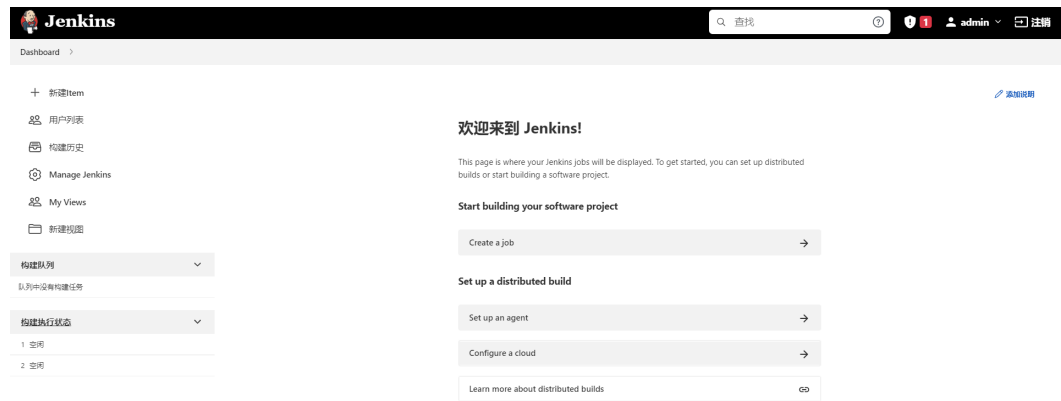 Jenkins
查找
1
admin
注销
Dashboard
新建Item
用户列表
构建历史
Manage Jenkins
My Views
新建视图
构建队列
队列中没有构建任务
构建执行状态
1 空闲
2 空闲
添加说明
欢迎来到 Jenkins!
This page is where your Jenkins jobs will be displayed. To get started, you can set up distributed
builds or start building a software project.
Start building your software project
Create a job
Set up a distributed build
Set up an agent
Configure a cloud
Learn more about distributed builds